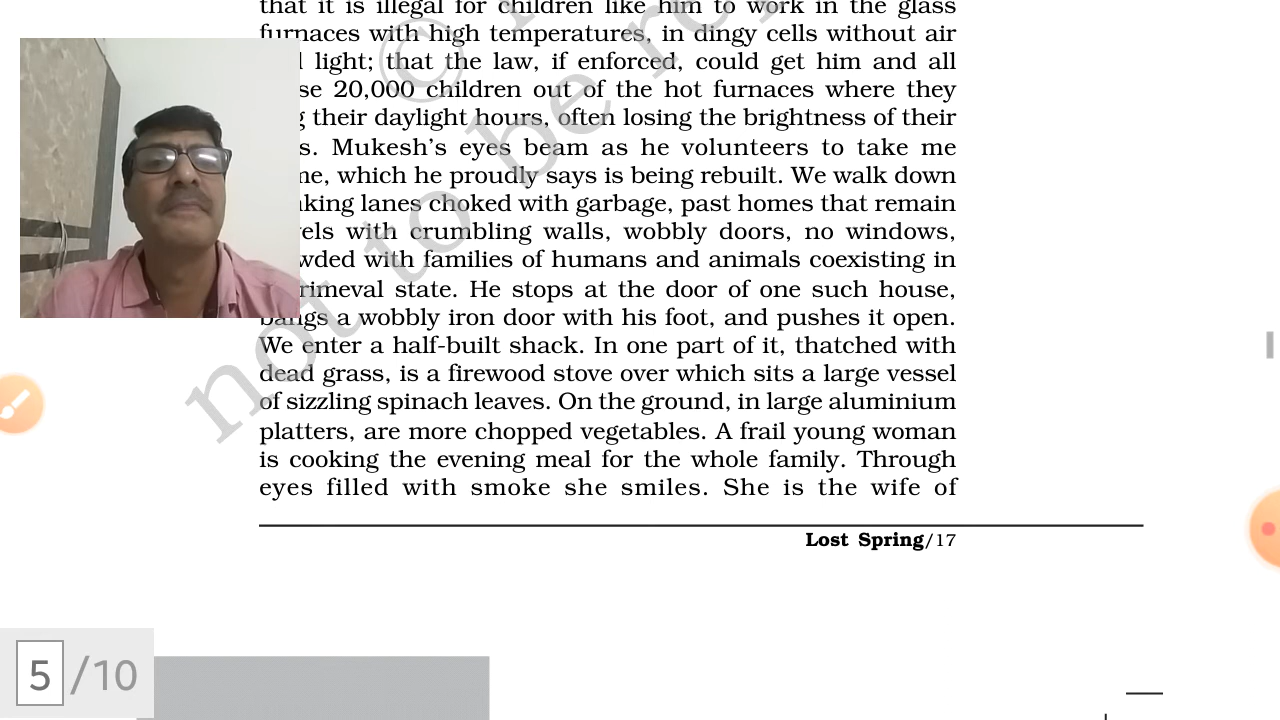 that it is illegal for children like him to work in the glass
furnaces with high temperatures, in dingy cells without air
light; that the law, if enforced, could get him and all
20,000 children out of the hot furnaces where they
their daylight hours, often losing the brightness of their
Mukesh’s eyes beam as he volunteers to take me
which he proudly says is being rebuilt. We walk down
lanes choked with garbage, past homes that remain
with crumbling walls, wobbly doors, no windows,
with families of humans and animals coexisting in
state. He stops at the door of one such house,
bangs a wobbly iron door with his foot, and pushes it open.
We enter a half-built shack. In one part of it, thatched with
dead grass, is a firewood stove over which sits a large vessel
of sizzling spinach leaves. On the ground, in large aluminium
platters, are more chopped vegetables. A frail young woman
is cooking the evening meal for the whole family. Through
eyes filled with smoke she smiles. She is the wife of
Lost Spring/17
5/10
© 
not to be re